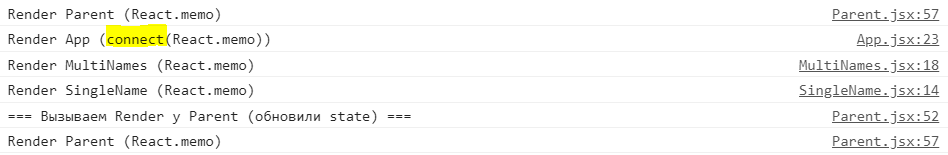 Render Parent (React.memo) Parent.jsx:57
Render App (connect(React.memo)) App.jsx:23
Render MultiNames (React.memo) MultiNames.jsx:18
Render SingleName (React.memo) SingleName.jsx:14
=== Вызываем Render у Parent (обновили state) === Parent.jsx:52
Render Parent (React.memo) Parent.jsx:57